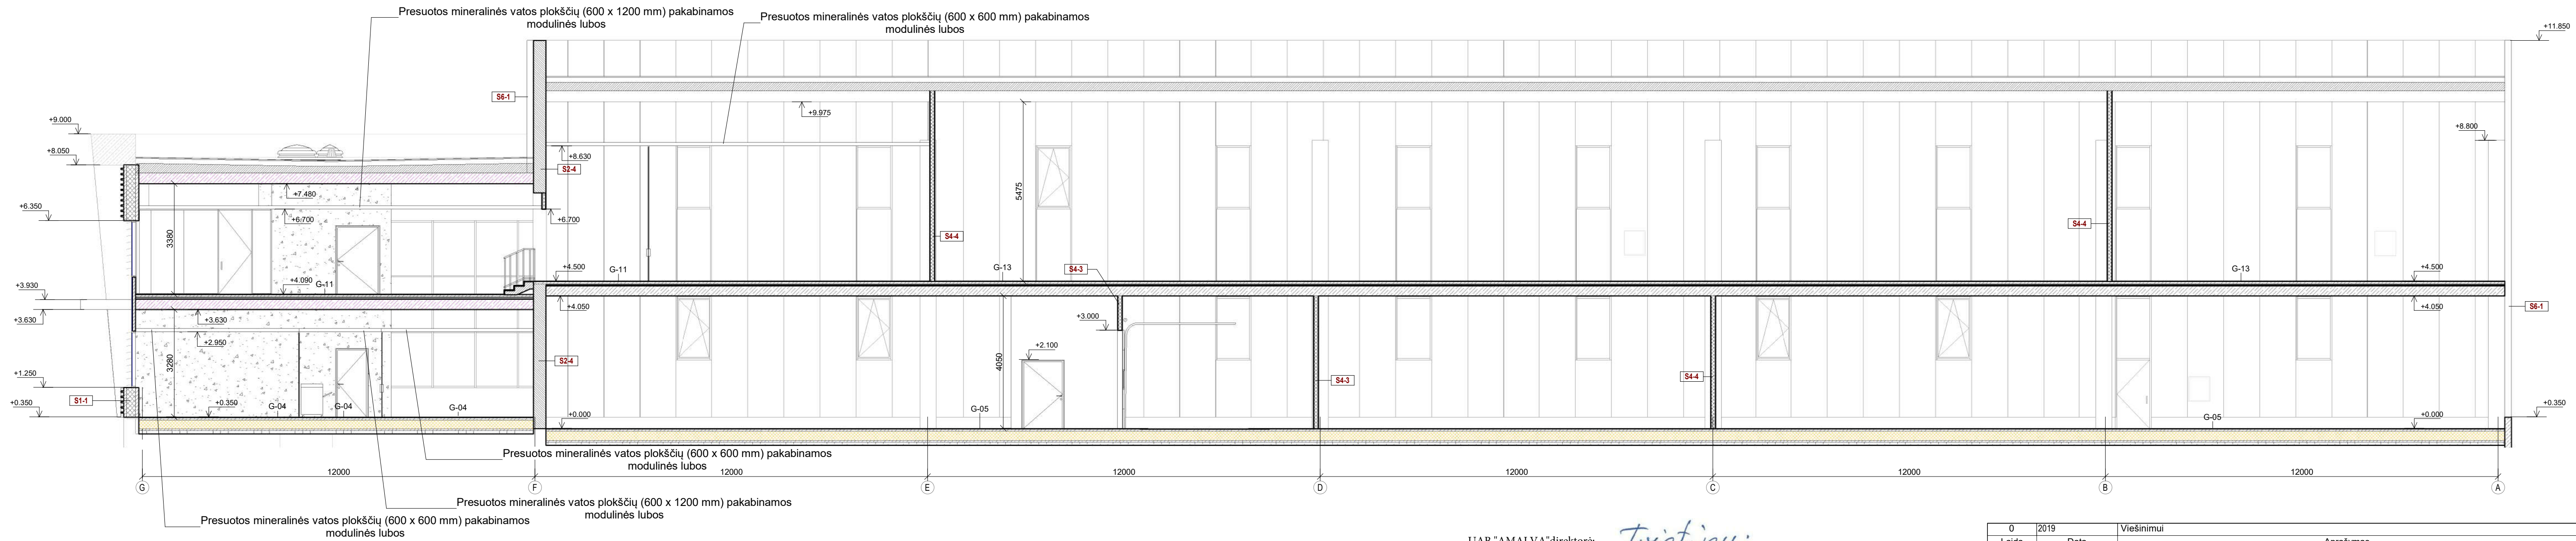 Presuotos mineralinės vatos plokščių (600 x 1200 mm) pakabinamos
modulinės lubos
Presuotos mineralinės vatos plokščių (600 x 600 mm) pakabinamos
modulinės lubos
+11.850
S6-1
+9.975
+9.000
+8.800
+8.050
+8.630
S2-4
+7.480
+6.350
+6.700
+6.700
5475
3380
S4-4
S4-4
+4.500
G-11
G-13
S4-3
G-13
+4.500
+4.090
G-11
+3.930
+4.050
+4.050
S6-1
+3.630
+3.630
+3.000
+2.950
+2.100
3280
S2-4
4050
S4-3
S4-4
+1.250
S1-1
+0.350
+0.350
G-04
G-04
G-04
+0.000
G-05
+0.000
G-05
+0.350
Presuotos mineralinės vatos plokščių (600 x 600 mm) pakabinamos
modulinės lubos
12000
12000
12000
12000
12000
12000
G
F
E
D
C
B
A
Presuotos mineralinės vatos plokščių (600 x 1200 mm) pakabinamos
modulinės lubos
Presuotos mineralinės vatos plokščių (600 x 600 mm) pakabinamos
modulinės lubos
0 2019 Viešinimui
UAB "AMALVA" direktorė:
Laida Data Aprašymas